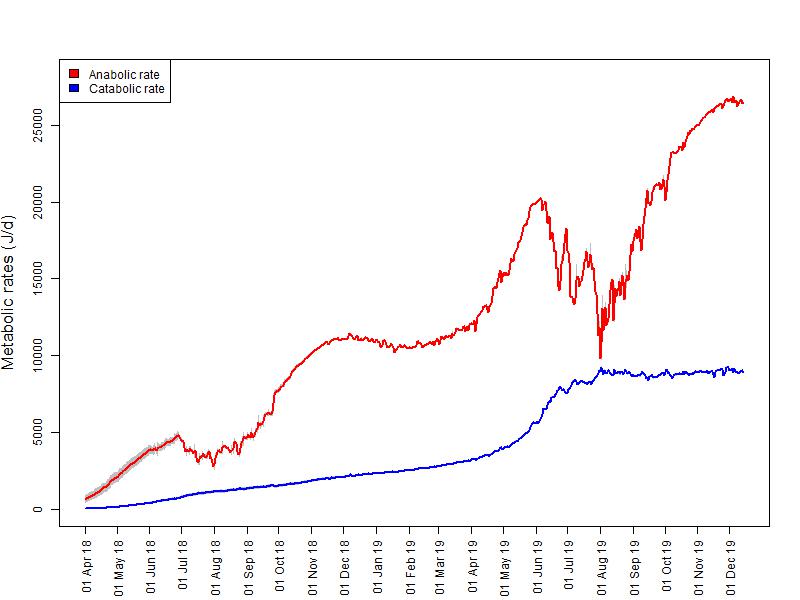 Anabolic rate
Catabolic rate
Metabolic rates (J/d)
25000
20000
15000
10000
5000
0
01 Apr 18
01 May 18
01 Jun 18
01 Jul 18
01 Aug 18
01 Sep 18
01 Oct 18
01 Nov 18
01 Dec 18
01 Jan 19
01 Feb 19
01 Mar 19
01 Apr 19
01 May 19
01 Jun 19
01 Jul 19
01 Aug 19
01 Sep 19
01 Oct 19
01 Nov 19
01 Dec 19